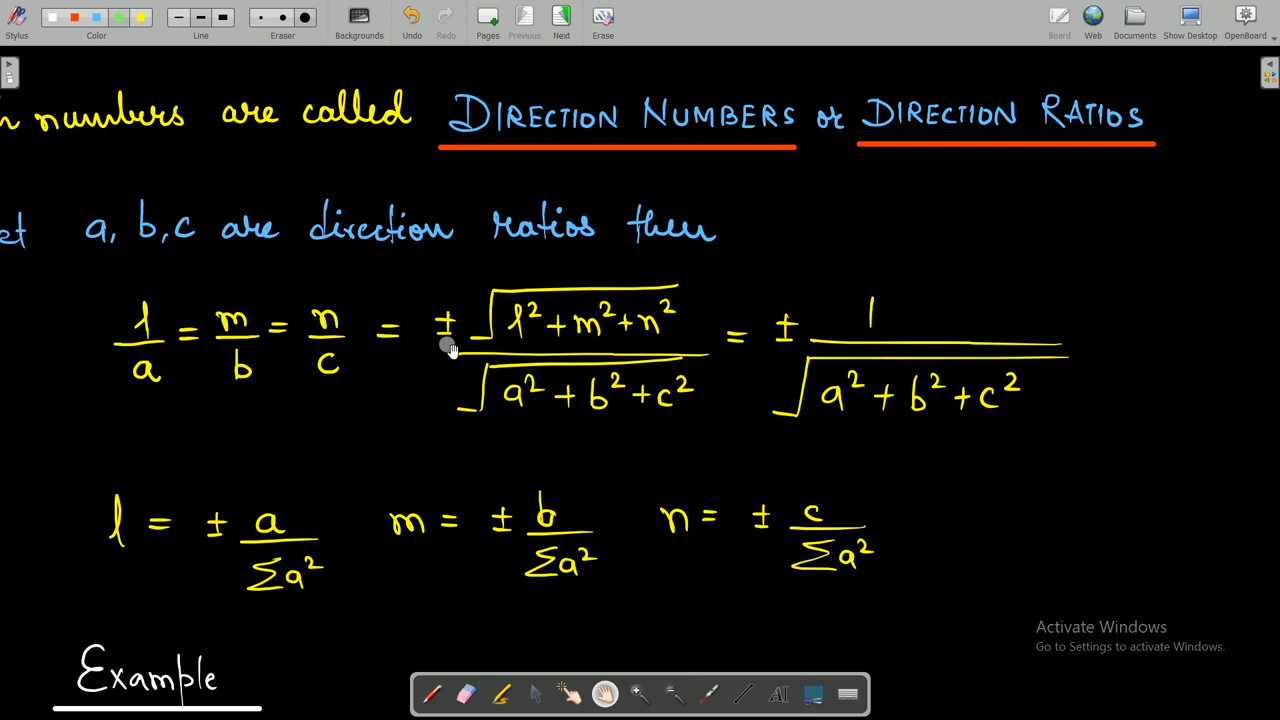 Stylus Color Line Eraser Backgrounds Undo Redo Pages Previous Next Erase Board Web Documents Show Desktop OpenBoard
numbers are called DIRECTION NUMBERS or DIRECTION RATIOS
a, b, c are direction ratios then
l/a = m/b = n/c = ± √(l² + m² + n²) / √(a² + b² + c²) = ± 1 / √(a² + b² + c²)
l = ± a/Σa² m = ± b/Σa² n = ± c/Σa²
Example
Activate Windows
Go to Settings to activate Windows.
AI